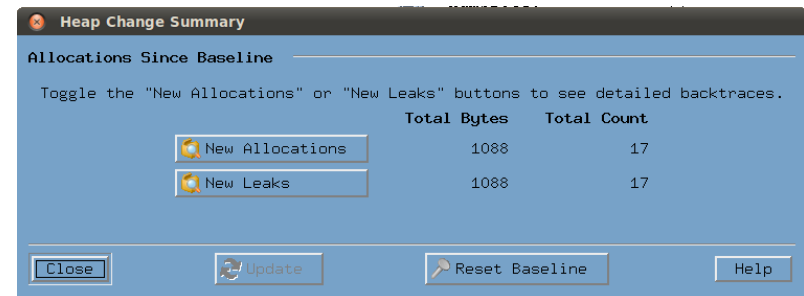 Heap Change Summary
Allocations Since Baseline
Toggle the "New Allocations" or "New Leaks" buttons to see detailed backtraces.
Total Bytes Total Count
New Allocations 1088 17
New Leaks 1088 17
Close Update Reset Baseline Help